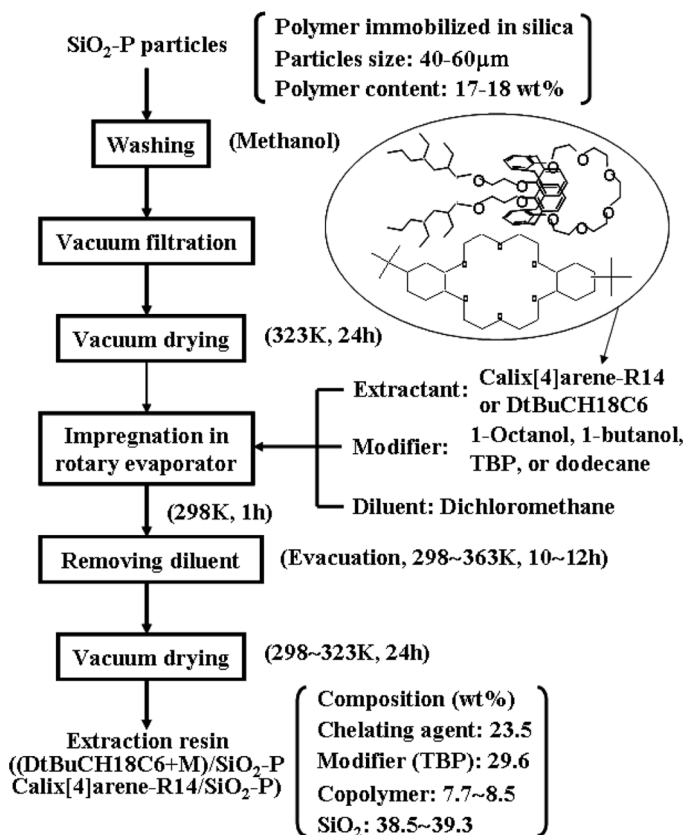 SiO2-P particles
Polymer immobilized in silica
Particles size: 40-60μm
Polymer content: 17-18 wt%
Washing
(Methanol)
Vacuum filtration
Vacuum drying
(323K, 24h)
Impregnation in
rotary evaporator
Extractant:
Calix[4]arene-R14
or DtBuCH18C6
Modifier:
1-Octanol, 1-butanol,
TBP, or dodecane
Diluent: Dichloromethane
(298K, 1h)
Removing diluent
(Evacuation, 298~363K, 10~12h)
Vacuum drying
(298~323K, 24h)
Extraction resin
((DtBuCH18C6+M)/SiO2-P
Calix[4]arene-R14/SiO2-P)
Composition (wt%)
Chelating agent: 23.5
Modifier (TBP): 29.6
Copolymer: 7.7~8.5
SiO2: 38.5~39.3